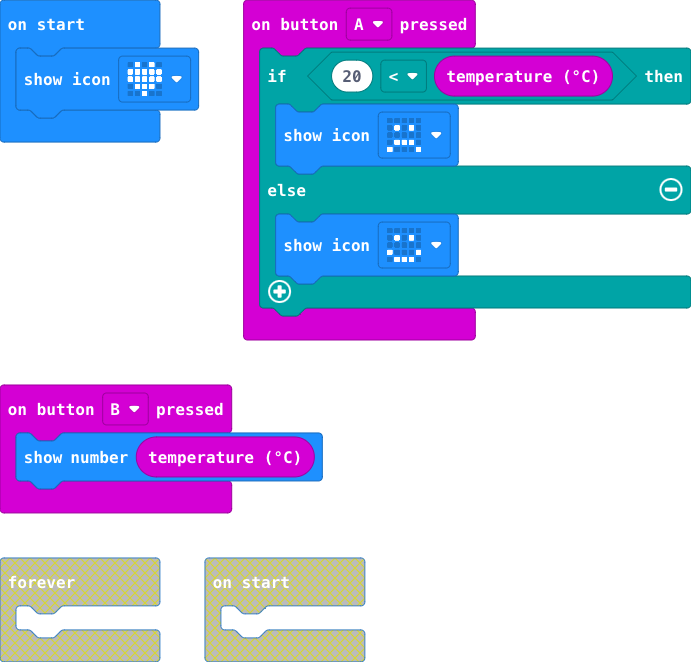 on start
show icon
on button A pressed
if 20 < temperature (°C) then
show icon
else
show icon
on button B pressed
show number temperature (°C)
forever
on start